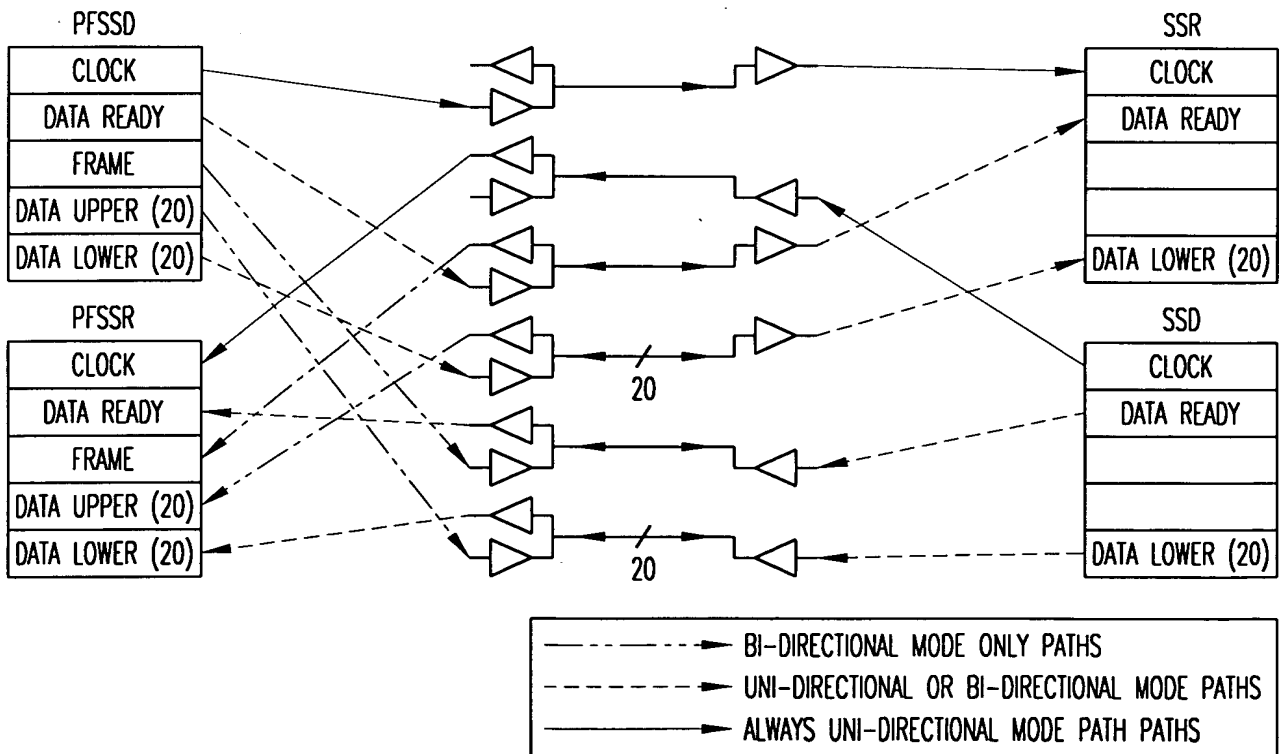 PFSSD
CLOCK
DATA READY
FRAME
DATA UPPER (20)
DATA LOWER (20)
PFSSR
CLOCK
DATA READY
FRAME
DATA UPPER (20)
DATA LOWER (20)
20
20
SSR
CLOCK
DATA READY
DATA LOWER (20)
SSD
CLOCK
DATA READY
DATA LOWER (20)
BI-DIRECTIONAL MODE ONLY PATHS
UNI-DIRECTIONAL OR BI-DIRECTIONAL MODE PATHS
ALWAYS UNI-DIRECTIONAL MODE PATH PATHS